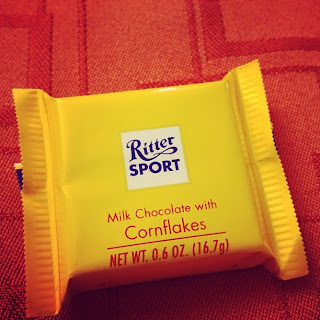 Ritter
SPORT
Milk Chocolate with
Cornflakes
NET WT. 0.6 OZ. (16.7g)